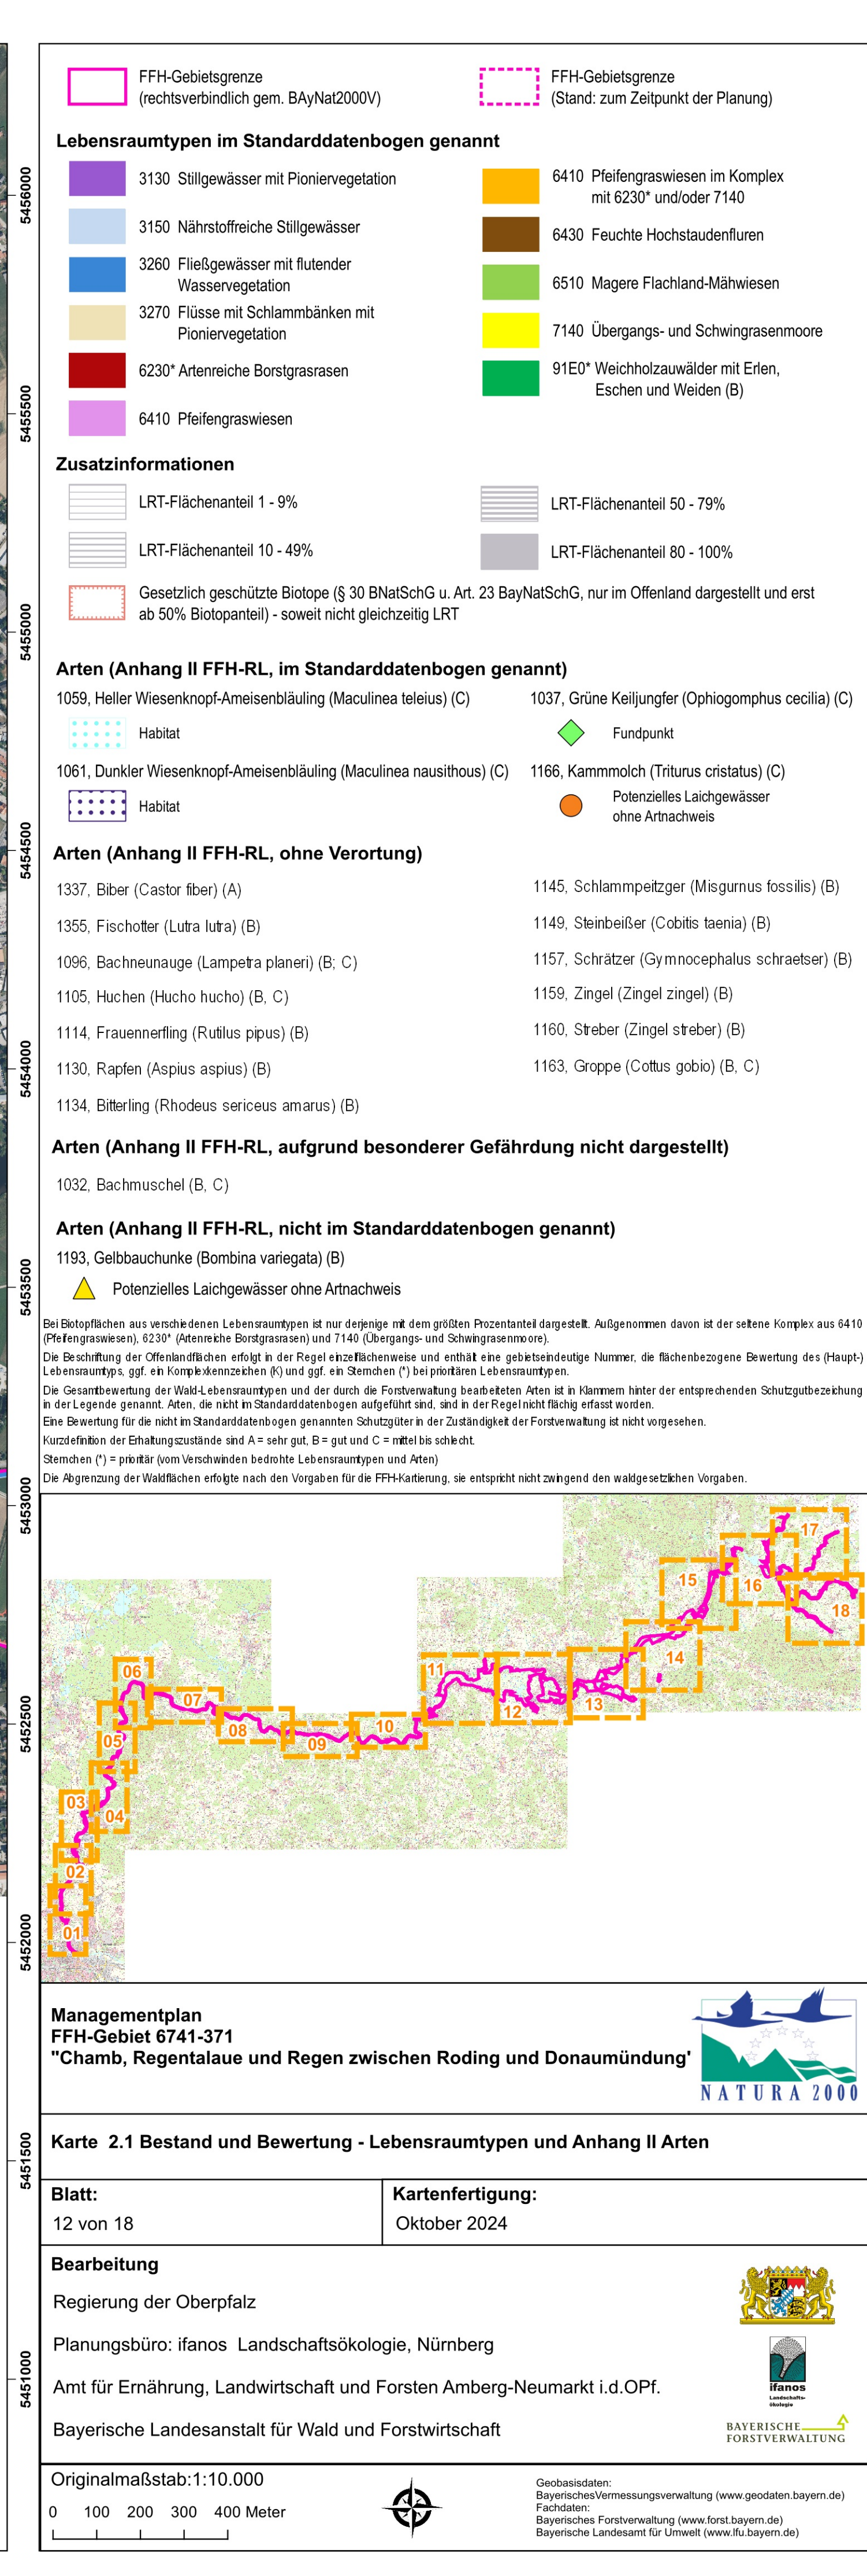 FFH-Gebietsgrenze
(rechtsverbindlich gem. BAyNat2000V)
FFH-Gebietsgrenze
(Stand: zum Zeitpunkt der Planung)
Lebensraumtypen im Standarddatenbogen genannt
3130 Stillgewässer mit Pioniervegetation
3150 Nährstoffreiche Stillgewässer
3260 Fließgewässer mit flutender
Wasservegetation
3270 Flüsse mit Schlammbänken mit
Pioniervegetation
6230* Artenreiche Borstgrasrasen
6410 Pfeifengraswiesen
6410 Pfeifengraswiesen im Komplex
mit 6230* und/oder 7140
6430 Feuchte Hochstaudenfluren
6510 Magere Flachland-Mähwiesen
7140 Übergangs- und Schwingrasenmoore
91E0* Weichholzauwälder mit Erlen,
Eschen und Weiden (B)
Zusatzinformationen
LRT-Flächenanteil 1 - 9%
LRT-Flächenanteil 10 - 49%
LRT-Flächenanteil 50 - 79%
LRT-Flächenanteil 80 - 100%
Gesetzlich geschützte Biotope (§ 30 BNatSchG u. Art. 23 BayNatSchG, nur im Offenland dargestellt und erst
ab 50% Biotopanteil) - soweit nicht gleichzeitig LRT
Arten (Anhang II FFH-RL, im Standarddatenbogen genannt)
1059, Heller Wiesenknopf-Ameisenbläuling (Maculinea teleius) (C)
Habitat
1061, Dunkler Wiesenknopf-Ameisenbläuling (Maculinea nausithous) (C)
Habitat
1037, Grüne Keiljungfer (Ophiogomphus cecilia) (C)
Fundpunkt
1166, Kammmolch (Triturus cristatus) (C)
Potenzielles Laichgewässer
ohne Artnachweis
Arten (Anhang II FFH-RL, ohne Verortung)
1337, Biber (Castor fiber) (A)
1355, Fischotter (Lutra lutra) (B)
1096, Bachneunauge (Lampetra planeri) (B; C)
1105, Huchen (Hucho hucho) (B, C)
1114, Frauennerfling (Rutilus pipus) (B)
1130, Rapfen (Aspius aspius) (B)
1134, Bitterling (Rhodeus sericeus amarus) (B)
1145, Schlammpeitzger (Misgurnus fossilis) (B)
1149, Steinbeißer (Cobitis taenia) (B)
1157, Schrätzer (Gymnocephalus schraetser) (B)
1159, Zingel (Zingel zingel) (B)
1160, Streber (Zingel streber) (B)
1163, Groppe (Cottus gobio) (B, C)
Arten (Anhang II FFH-RL, aufgrund besonderer Gefährdung nicht dargestellt)
1032, Bachmuschel (B, C)
Arten (Anhang II FFH-RL, nicht im Standarddatenbogen genannt)
1193, Gelbbauchunke (Bombina variegata) (B)
Potenzielles Laichgewässer ohne Artnachweis
Bei Biotopflächen aus verschiedenen Lebensraumtypen ist nur derjenige mit dem größten Prozentanteil dargestellt. Außgenommen davon ist der seltene Komplex aus 6410
(Pfeifengraswiesen), 6230* (Artenreiche Borstgrasrasen) und 7140 (Übergangs- und Schwingrasenmoore).
Die Beschriftung der Offenlandflächen erfolgt in der Regel einzelflächenweise und enthält eine gebietseindeutige Nummer, die flächenbezogene Bewertung des (Haupt-)
Lebensraumtyps, ggf. ein Komplexkennzeichen (K) und ggf. ein Sternchen (*) bei prioritären Lebensraumtypen.
Die Gesamtbewertung der Wald-Lebensraumtypen und der durch die Forstverwaltung bearbeiteten Arten ist in Klammern hinter der entsprechenden Schutzgutbezeichung
in der Legende genannt. Arten, die nicht im Standarddatenbogen aufgeführt sind, sind in der Regel nicht flächig erfasst worden.
Eine Bewertung für die nicht im Standarddatenbogen genannten Schutzgüter in der Zuständigkeit der Forstverwaltung ist nicht vorgesehen.
Kurzdefinition der Erhaltungszustände sind A = sehr gut, B = gut und C = mittel bis schlecht.
Sternchen (*) = prioritär (vom Verschwinden bedrohte Lebensraumtypen und Arten)
Die Abgrenzung der Waldflächen erfolgte nach den Vorgaben für die FFH-Kartierung, sie entspricht nicht zwingend den waldgesetzlichen Vorgaben.
5456000
5455500
5455000
5454500
5454000
5453500
5453000
5452500
5452000
5451500
5451000
17
15
16
18
14
13
12
11
06
07
08
09
10
05
03
04
02
01
Managementplan
FFH-Gebiet 6741-371
"Chamb, Regentalaue und Regen zwischen Roding und Donaumündung'
NATURA 2000
Karte 2.1 Bestand und Bewertung - Lebensraumtypen und Anhang II Arten
Blatt:
12 von 18
Kartenfertigung:
Oktober 2024
Bearbeitung
Regierung der Oberpfalz
Planungsbüro: ifanos Landschaftsökologie, Nürnberg
Amt für Ernährung, Landwirtschaft und Forsten Amberg-Neumarkt i.d.OPf.
Bayerische Landesanstalt für Wald und Forstwirtschaft
ifanos
Landschafts-
ökologie
BAYERISCHE
FORSTVERWALTUNG
Originalmaßstab:1:10.000
0 100 200 300 400 Meter
Geobasisdaten:
BayerischesVermessungsverwaltung (www.geodaten.bayern.de)
Fachdaten:
Bayerisches Forstverwaltung (www.forst.bayern.de)
Bayerische Landesamt für Umwelt (www.lfu.bayern.de)